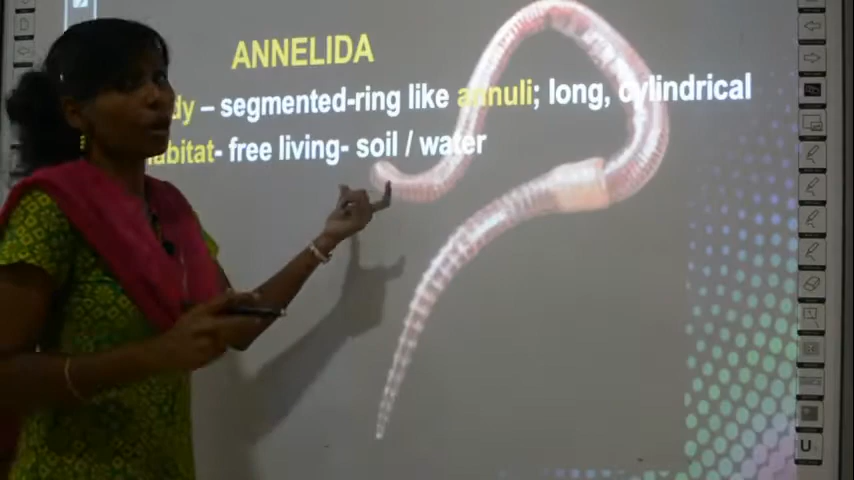 ANNELIDA
dy – segmented-ring like annuli; long, cylindrical
abitat- free living- soil / water